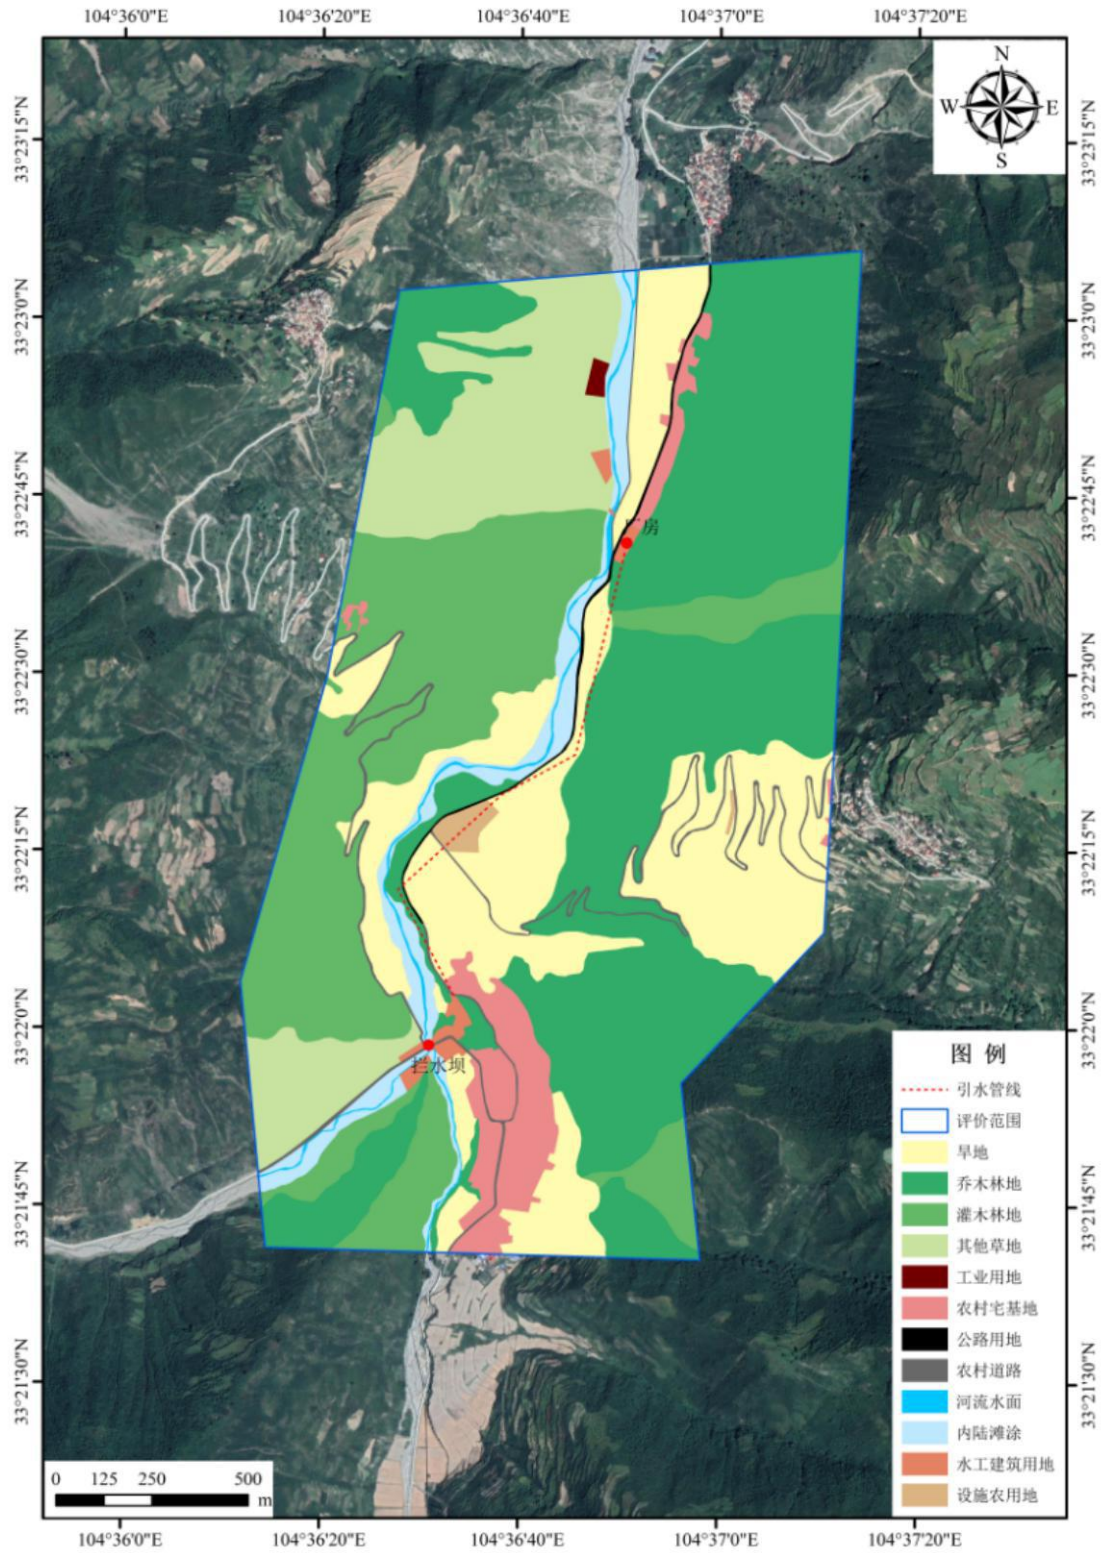 104°36'0"E 104°36'20"E 104°36'40"E 104°37'0"E 104°37'20"E
N
W E
S
33°23'15"N 33°23'15"N
33°23'0"N 33°23'0"N
33°22'45"N 33°22'45"N
厂房
33°22'30"N 33°22'30"N
33°22'15"N 33°22'15"N
33°22'0"N 33°22'0"N
拦水坝
33°21'45"N 33°21'45"N
33°21'30"N 33°21'30"N
图 例
引水管线
评价范围
旱地
乔木林地
灌木林地
其他草地
工业用地
农村宅基地
公路用地
农村道路
河流水面
内陆滩涂
水工建筑用地
设施农用地
0 125 250 500
m
104°36'0"E 104°36'20"E 104°36'40"E 104°37'0"E 104°37'20"E